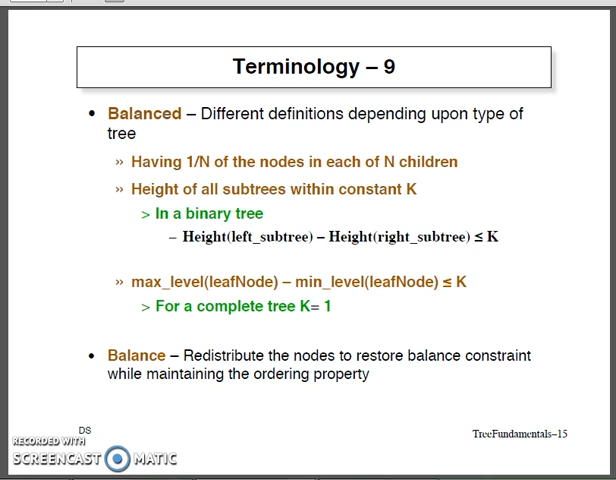 Terminology – 9
• Balanced – Different definitions depending upon type of
tree
» Having 1/N of the nodes in each of N children
» Height of all subtrees within constant K
> In a binary tree
– Height(left_subtree) – Height(right_subtree) ≤ K
» max_level(leafNode) – min_level(leafNode) ≤ K
> For a complete tree K= 1
• Balance – Redistribute the nodes to restore balance constraint
while maintaining the ordering property
DS
TreeFundamentals–15
RECORDED WITH
SCREENCAST MATIC